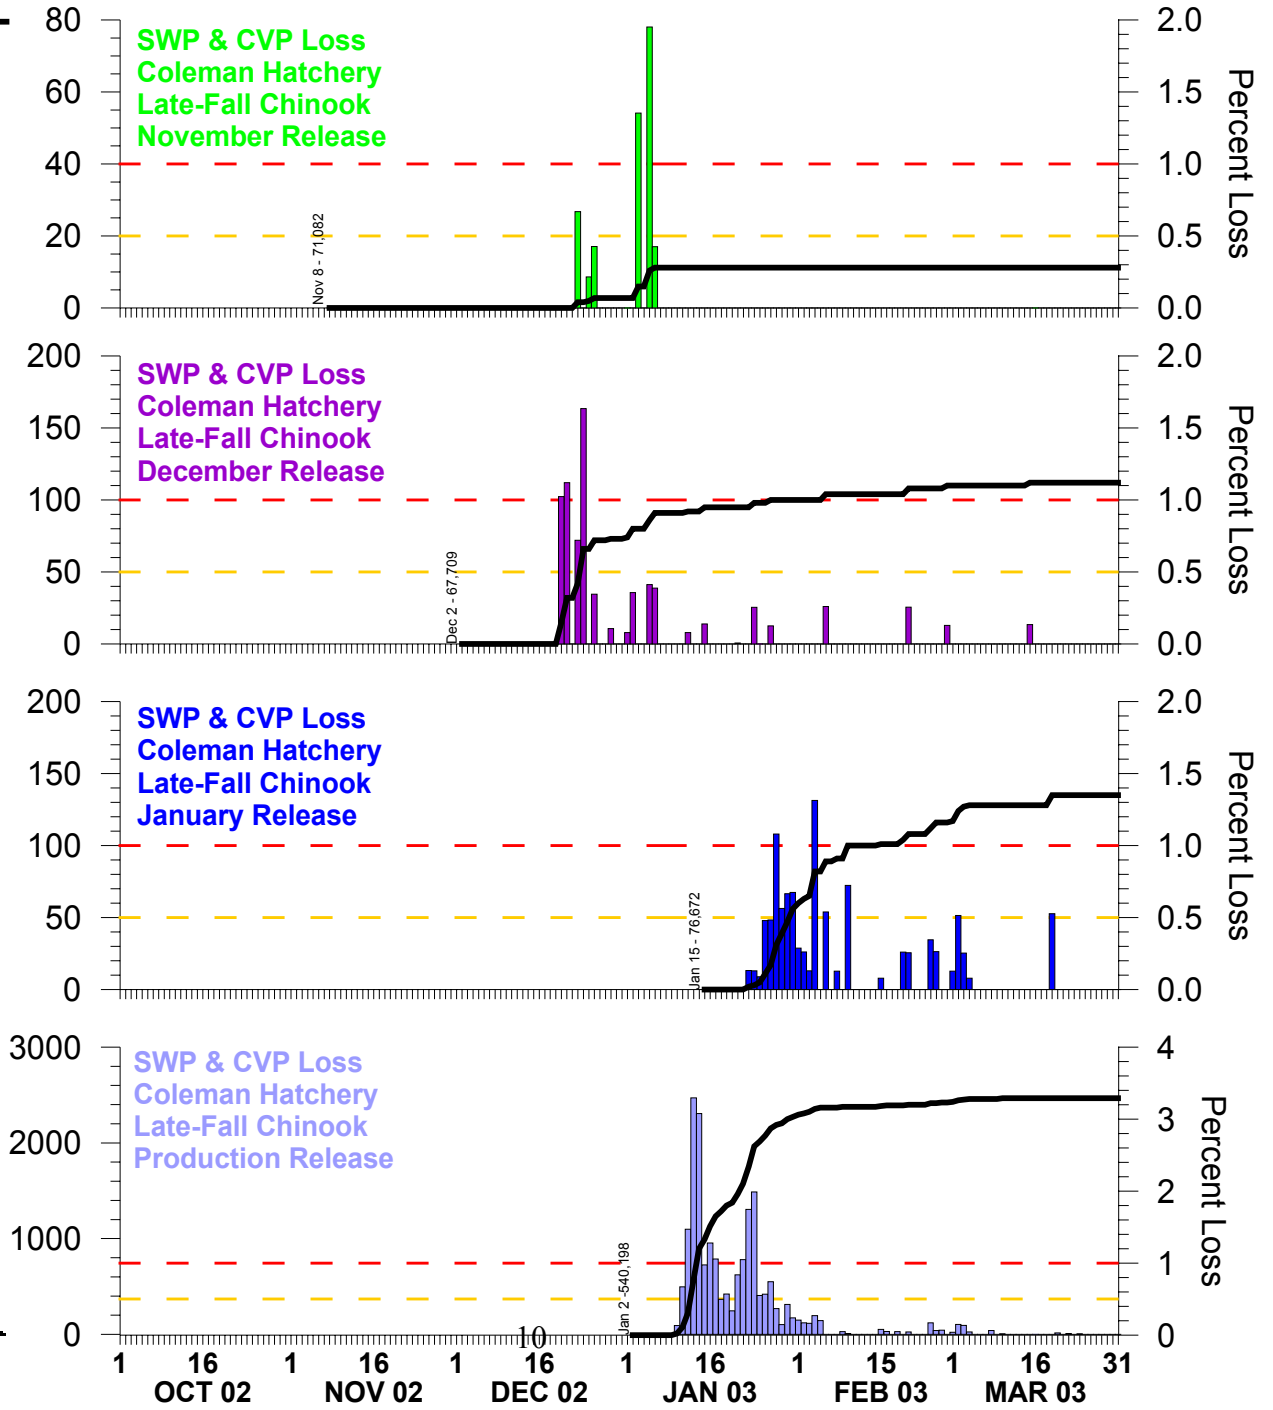 80
60
40
20
0
SWP & CVP Loss
Coleman Hatchery
Late-Fall Chinook
November Release
Nov 8 - 71,082
2.0
1.5
1.0
0.5
0.0
Percent Loss
200
150
100
50
0
SWP & CVP Loss
Coleman Hatchery
Late-Fall Chinook
December Release
Dec 2 - 67,709
2.0
1.5
1.0
0.5
0.0
Percent Loss
200
150
100
50
0
SWP & CVP Loss
Coleman Hatchery
Late-Fall Chinook
January Release
Jan 15 - 76,672
2.0
1.5
1.0
0.5
0.0
Percent Loss
3000
2000
1000
0
SWP & CVP Loss
Coleman Hatchery
Late-Fall Chinook
Production Release
Jan 2 -540,198
4
3
2
1
0
Percent Loss
10
1 16 1 16 1 16 1 16 1 15 1 16 31
OCT 02 NOV 02 DEC 02 JAN 03 FEB 03 MAR 03